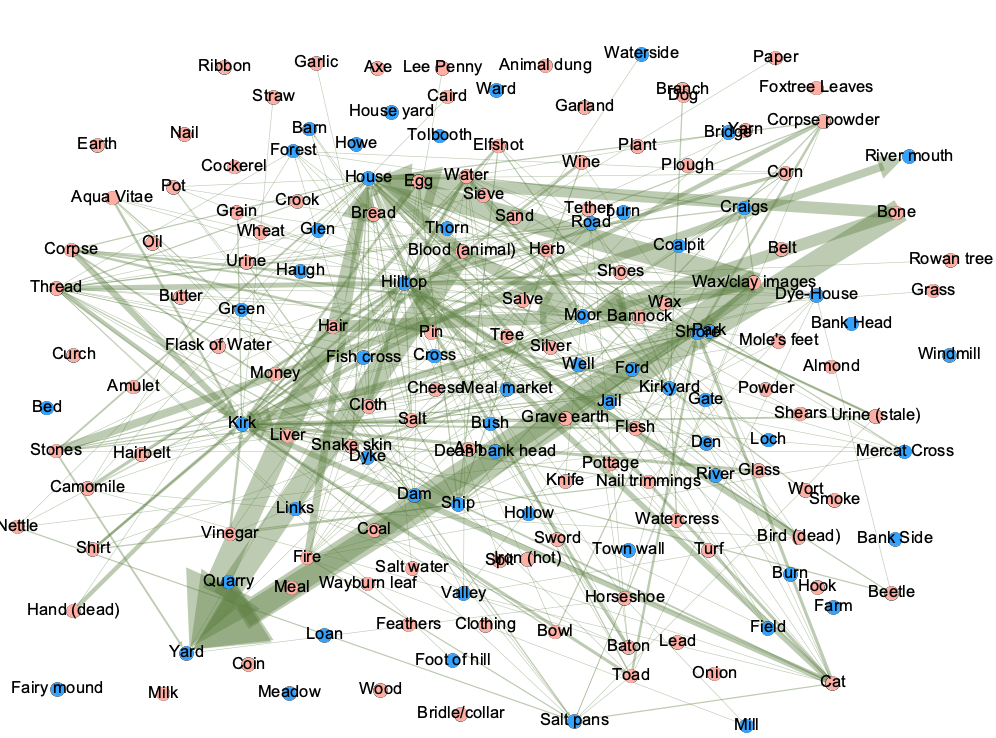 Waterside
Paper
Ribbon
Garlic
Axe
Lee Penny
Animal dung
Straw
Caird
Ward
Dog
Foxtree Leaves
House yard
Garland
Corpse powder
Earth
Nail
Barn
Howe
Tolbooth
Elfshot
Plant
Bridge
Yarn
Forest
River mouth
Cockerel
Wine
Plough
Corn
Aqua Vitae
Pot
House
Egg
Water
Sieve
Crook
Grain
Bread
Sand
Tether
Road
Craigs
Bone
Wheat
Glen
Thorn
Corpse
Oil
Blood (animal)
Herb
Coalpit
Belt
Urine
Haugh
Shoes
Rowan tree
Thread
Butter
Hilltop
Wax/clay images
Dye-House
Grass
Green
Salve
Wax
Moor
Bannock
Hair
Pin
Tree
Shore
Park
Bank Head
Curch
Flask of Water
Fish cross
Cross
Silver
Mole's feet
Windmill
Money
Well
Ford
Almond
Amulet
Cheese
Meal market
Kirkyard
Powder
Bed
Cloth
Jail
Gate
Kirk
Salt
Bush
Grave earth
Flesh
Shears
Urine (stale)
Liver
Stones
Hairbelt
Snake skin
Dyke
Ash
Dean bank head
Den
Loch
Mercat Cross
Pottage
Camomile
Knife
Nail trimmings
River
Glass
Links
Dam
Ship
Wort
Smoke
Nettle
Vinegar
Coal
Hollow
Watercress
Shirt
Fire
Sword
Town wall
Turf
Bird (dead)
Bank Side
Iron (hot)
Salt water
Quarry
Meal
Wayburn leaf
Valley
Burn
Hook
Beetle
Hand (dead)
Horseshoe
Farm
Loan
Feathers
Clothing
Bowl
Field
Yard
Baton
Lead
Coin
Foot of hill
Toad
Onion
Cat
Fairy mound
Milk
Meadow
Wood
Bridle/collar
Salt pans
Mill